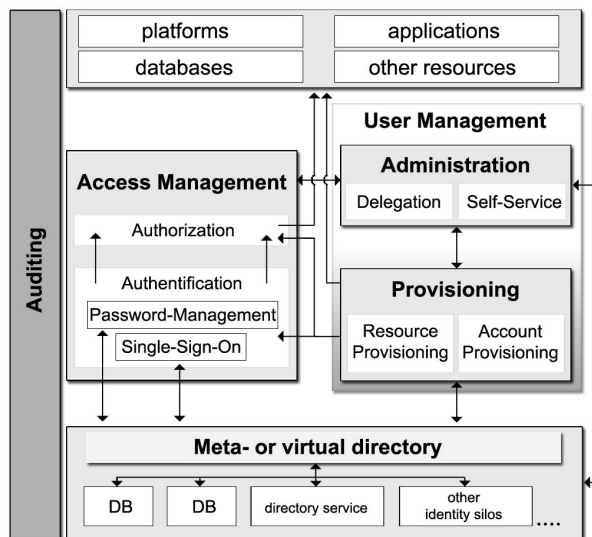 Auditing
platforms
applications
databases
other resources
User Management
Access Management
Administration
Delegation
Self-Service
Authorization
Authentification
Password-Management
Single-Sign-On
Provisioning
Resource
Provisioning
Account
Provisioning
Meta- or virtual directory
DB
DB
directory service
other
identity silos
....